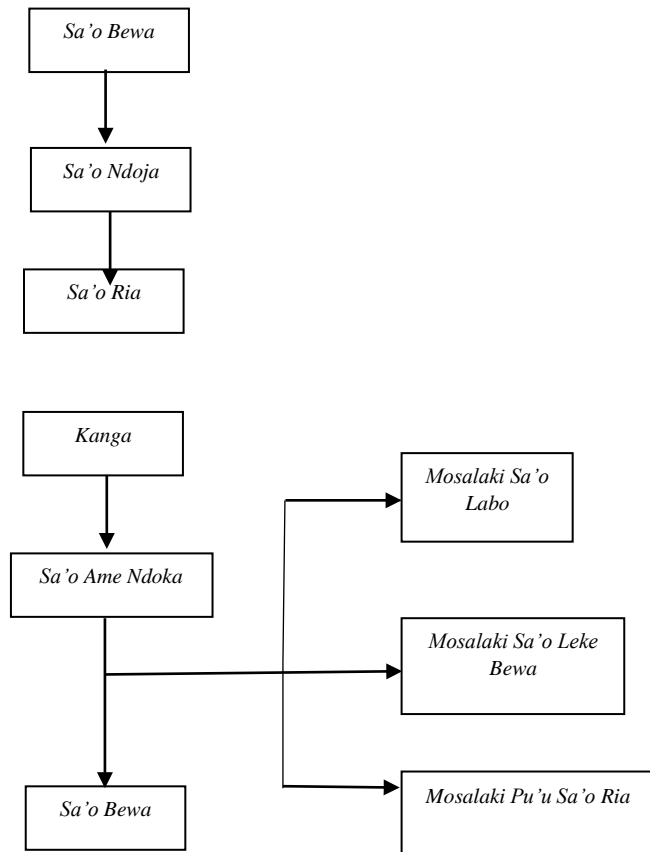 Sa’o Bewa
Sa’o Ndoja
Sa’o Ria
Kanga
Sa’o Ame Ndoka
Sa’o Bewa
Mosalaki Sa’o
Labo
Mosalaki Sa’o Leke
Bewa
Mosalaki Pu’u Sa’o Ria